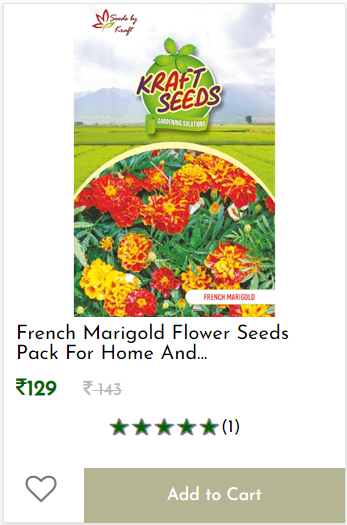 Seeds by
Kraft
KRAFT
SEEDS
GARDENING SOLUTIONS
FRENCH MARIGOLD
French Marigold Flower Seeds
Pack For Home And...
₹129 ₹ 143
(1)
Add to Cart